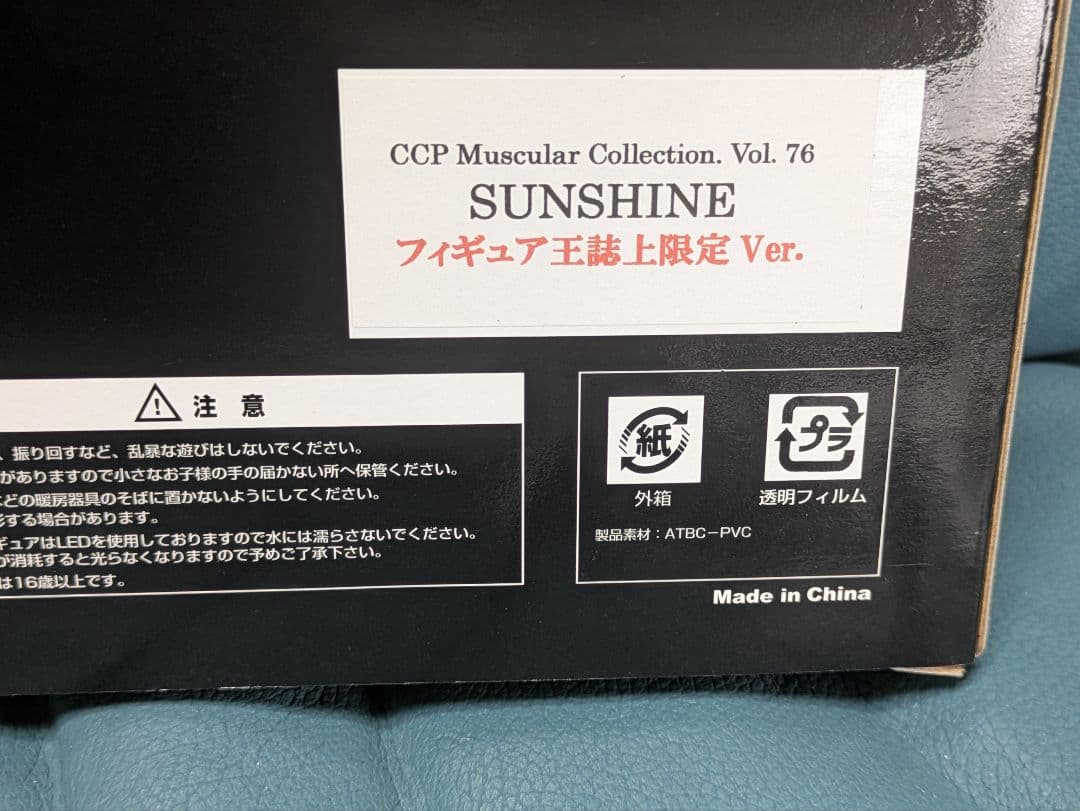 CCP Muscular Collection. Vol. 76
SUNSHINE
フィギュア王誌上限定 Ver.
注 意
、振り回すなど、乱暴な遊びはしないでください。
がありますので小さなお子様の手の届かない所へ保管ください。
などの暖房器具のそばに置かないようにしてください。
する場合があります。
ギュアはLEDを使用しておりますので水には濡らさないでください。
が消耗すると光らなくなりますので予めご了承下さい。
は16歳以上です。
紙
外箱
プラ
透明フィルム
製品素材：ATBC-PVC
Made in China